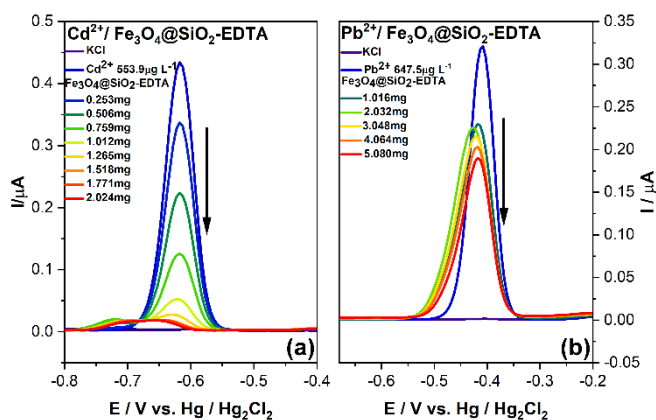 Cd²⁺/ Fe₃O₄@SiO₂-EDTA
KCl
Cd²⁺ 553.9µg L⁻¹
Fe₃O₄@SiO₂-EDTA
0.253mg
0.506mg
0.759mg
1.012mg
1.265mg
1.518mg
1.771mg
2.024mg
I/µA
0.4
0.3
0.2
0.1
0.0
(a)
-0.8
-0.7
-0.6
-0.5
-0.4
E / V vs. Hg / Hg₂Cl₂
Pb²⁺/ Fe₃O₄@SiO₂-EDTA
KCl
Pb²⁺ 647.5µg L⁻¹
Fe₃O₄@SiO₂-EDTA
1.016mg
2.032mg
3.048mg
4.064mg
5.080mg
0.35
0.30
0.25
0.20
0.15
0.10
0.05
0.00
-0.05
I / µA
(b)
-0.6
-0.5
-0.4
-0.3
-0.2
E / V vs. Hg / Hg₂Cl₂